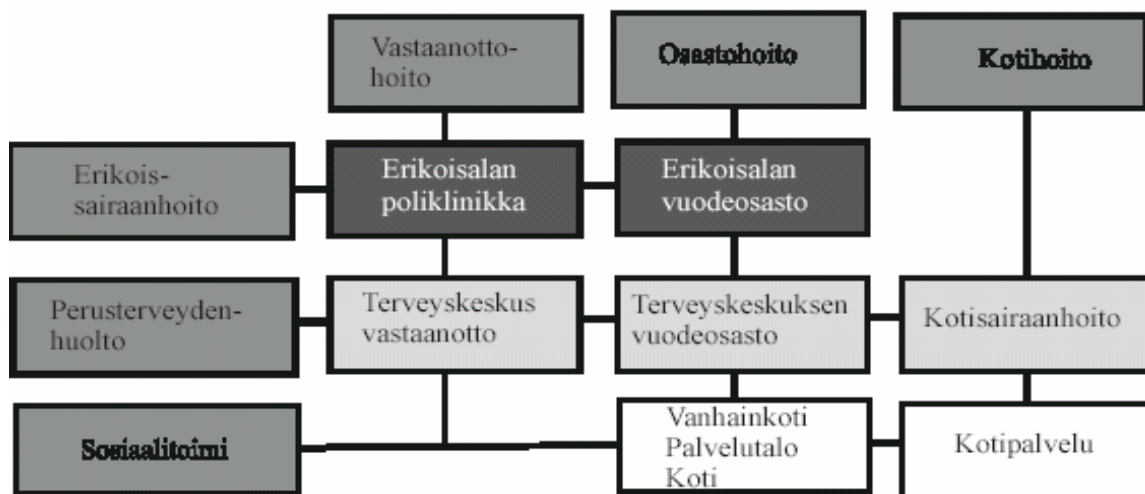 Vastaanotto-
hoito
Osastohoito
Kotihoito
Erikois-
sairaanhoito
Erikoisalan
poliklinikka
Erikoisalan
vuodeosasto
Perusterveyden-
huolto
Terveyskeskus
vastaanotto
Terveyskeskuksen
vuodeosasto
Kotisairaanhoito
Sosiaalitoimi
Vanhainkoti
Palvelutalo
Koti
Kotipalvelu